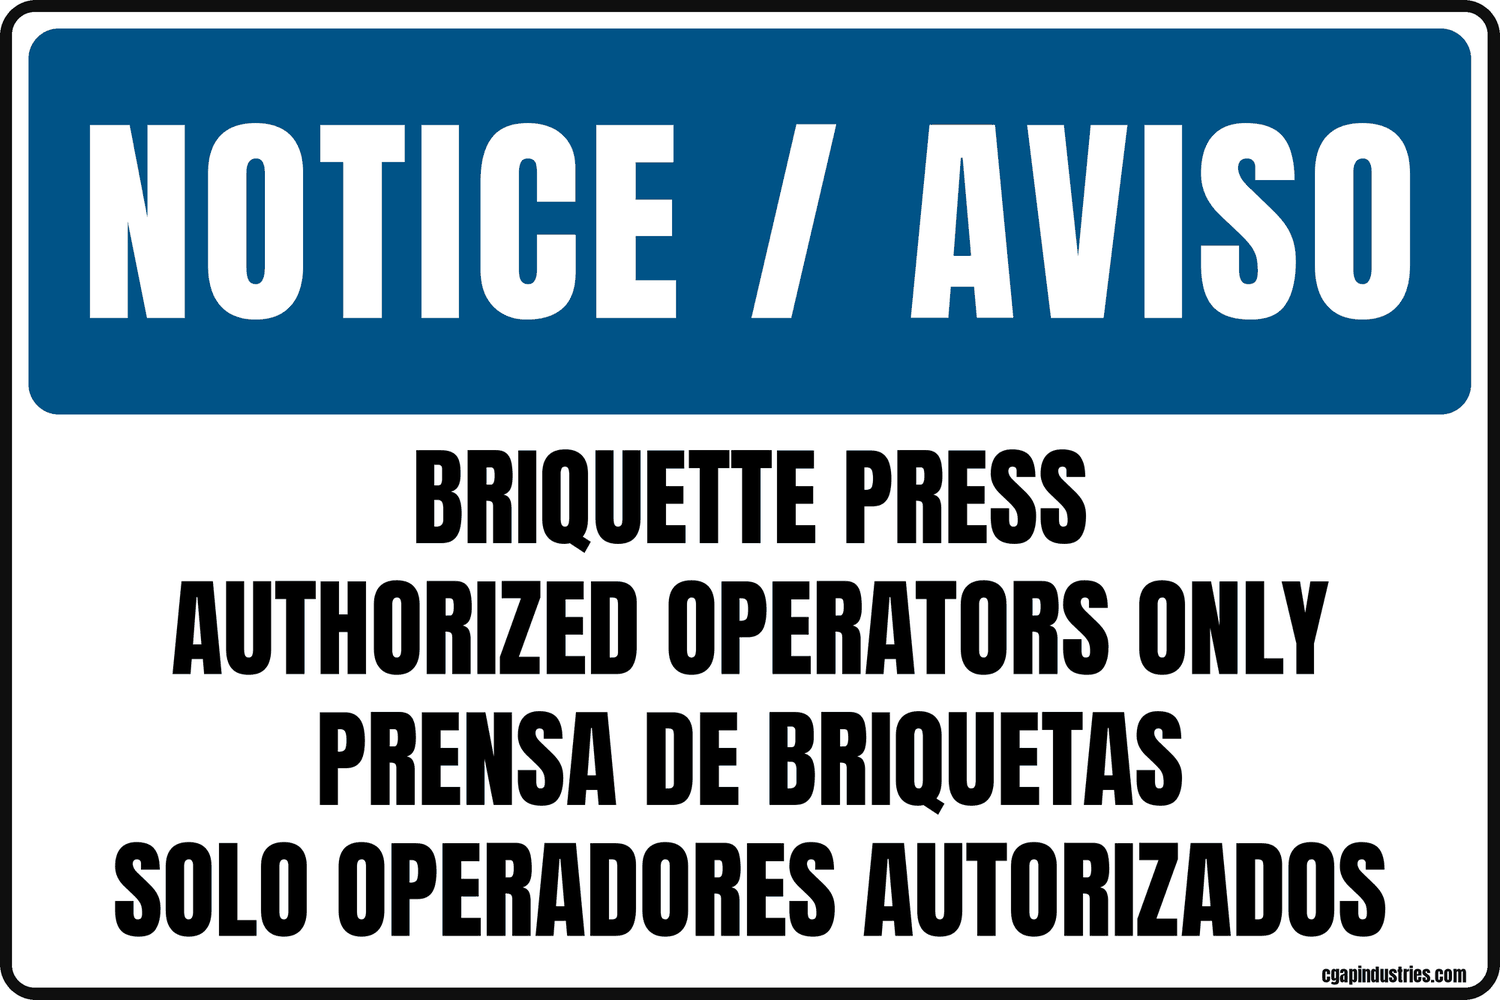 NOTICE / AVISO
BRIQUETTE PRESS
AUTHORIZED OPERATORS ONLY
PRENSA DE BRIQUETAS
SOLO OPERADORES AUTORIZADOS
cgapindustries.com